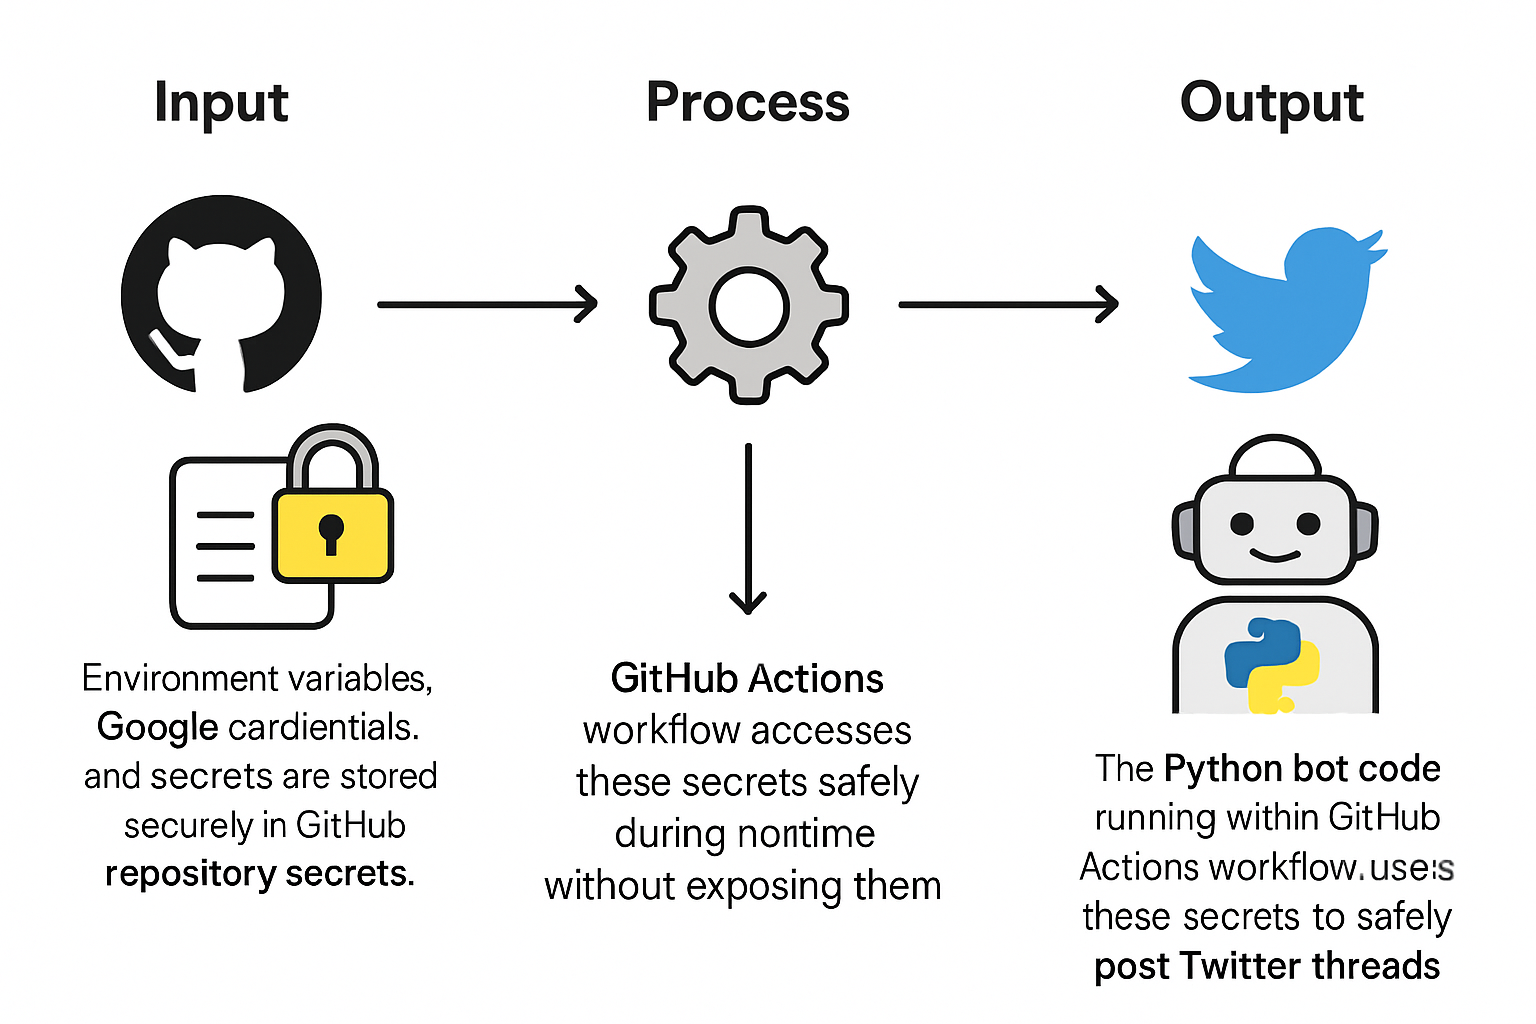 Input
Process
Output
Environment variables,
Google cardientials.
and secrets are stored
securely in GitHub
repository secrets.
GitHub Actions
workflow accesses
these secrets safely
during nontime
without exposing them
The Python bot code
running within GitHub
Actions workflow.uses
these secrets to safely
post Twitter threads